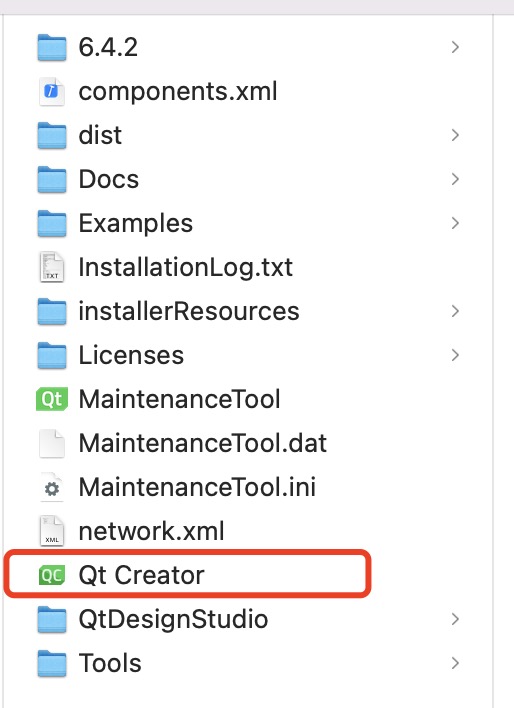 6.4.2
components.xml
dist
Docs
Examples
TXT
InstallationLog.txt
installerResources
Licenses
Qt
MaintenanceTool
MaintenanceTool.dat
MaintenanceTool.ini
XML
network.xml
QC
Qt Creator
QtDesignStudio
Tools